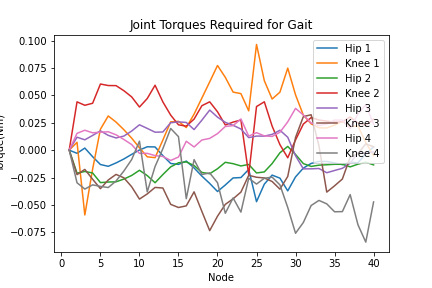 Joint Torques Required for Gait
0.100
0.075
0.050
0.025
0.000
−0.025
−0.050
−0.075
0 5 10 15 20 25 30 35 40
Node
Hip 1
Knee 1
Hip 2
Knee 2
Hip 3
Knee 3
Hip 4
Knee 4